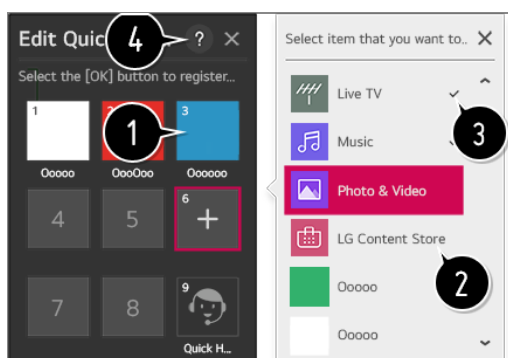 Edit Quic
4
?
Select the [OK] button to register...
1
2
3
1
Ooooo
OooOoo
Oooooo
4
5
6
+
7
8
9
Quick H...
Select item that you want to..
Live TV
3
Music
Photo & Video
LG Content Store
2
Ooooo
Ooooo